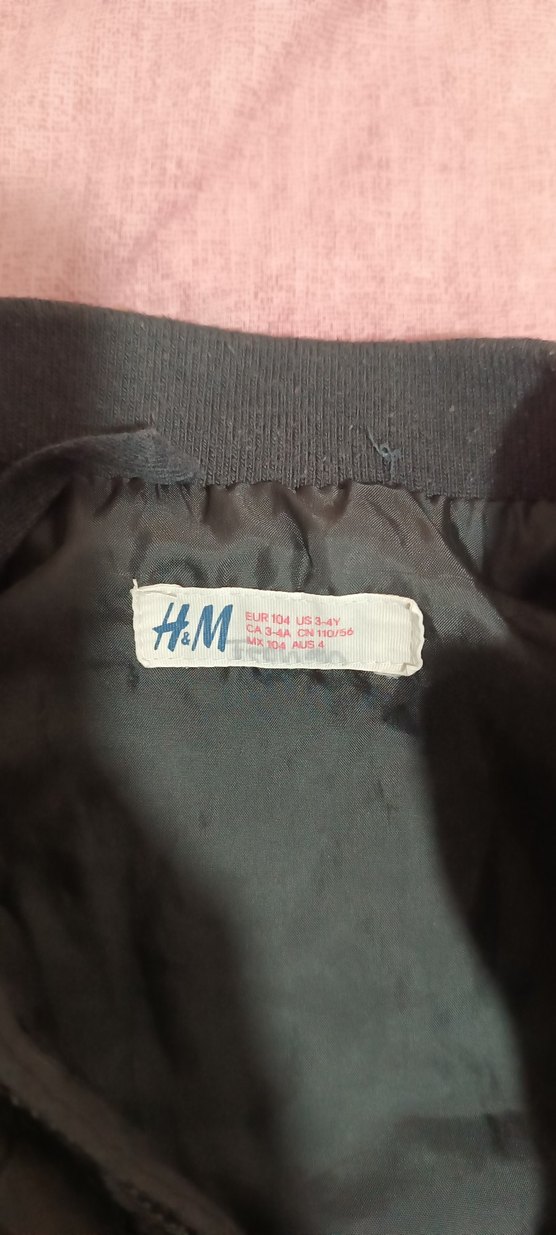 H&M
EUR 104 US 3-4Y
CA 3-4A CN 110/56
MX 104 AUS 4